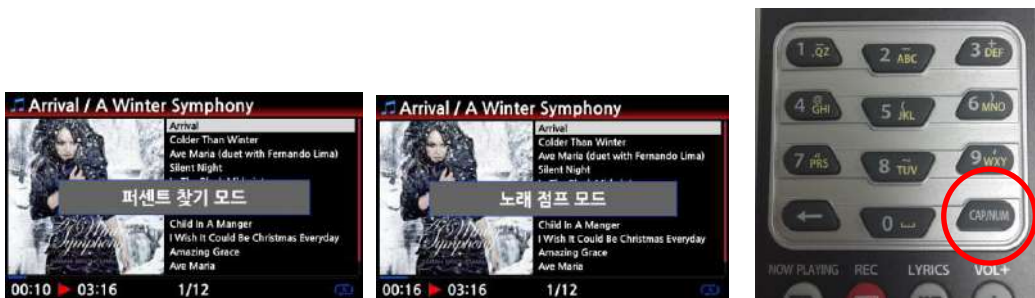 Arrival / A Winter Symphony
Arrival
Colder Than Winter
Ave Maria (duet with Fernando Lima)
Silent Night
퍼센트 찾기 모드
Child In A Manger
I Wish It Could Be Christmas Everyday
Amazing Grace
Ave Maria
00:10 03:16 1/12
Arrival / A Winter Symphony
Arrival
Colder Than Winter
Ave Maria (duet with Fernando Lima)
Silent Night
노래 점프 모드
Child In A Manger
I Wish It Could Be Christmas Everyday
Amazing Grace
Ave Maria
00:16 03:16 1/12
1 .QZ 2 ABC 3 DEF
4 GHI 5 JKL 6 MNO
7 PRS 8 TUV 9 WXY
0 CAP/NUM
NOW PLAYING REC LYRICS VOL+